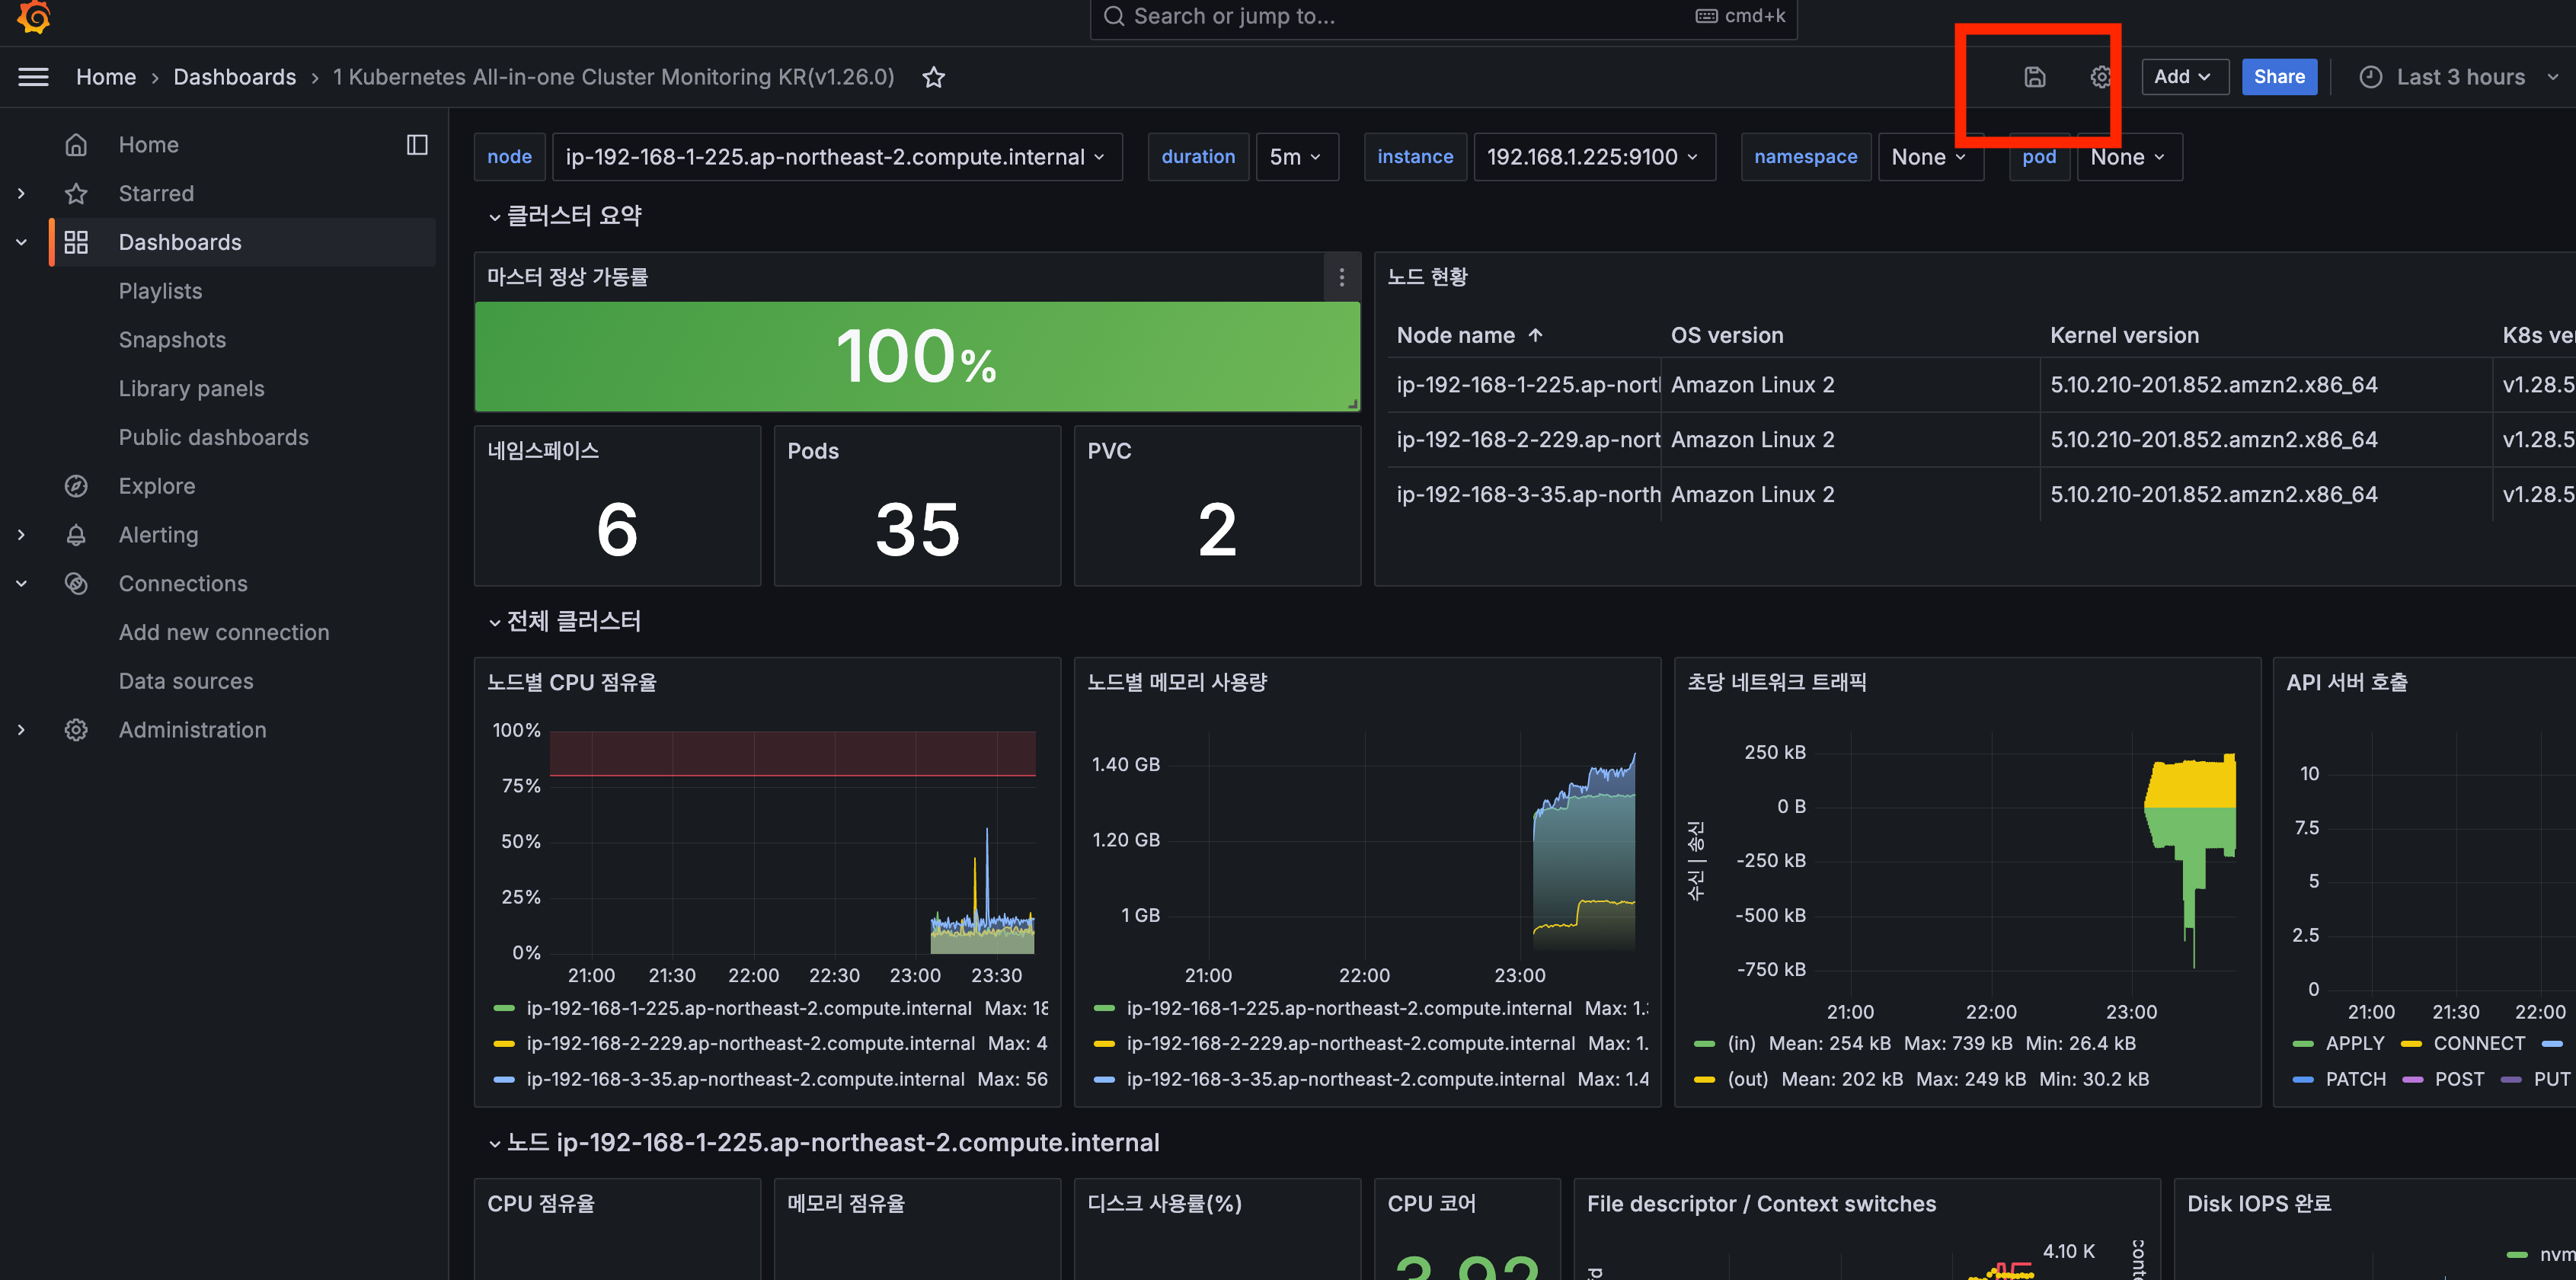 Search or jump to...
cmd+k
Home
Dashboards
1 Kubernetes All-in-one Cluster Monitoring KR(v1.26.0)
Add
Share
Last 3 hours
Home
Starred
Dashboards
Playlists
Snapshots
Library panels
Public dashboards
Explore
Alerting
Connections
Add new connection
Data sources
Administration
node
ip-192-168-1-225.ap-northeast-2.compute.internal
duration
5m
instance
192.168.1.225:9100
namespace
None
pod
None
클러스터 요약
마스터 정상 가동률
100%
네임스페이스
6
Pods
35
PVC
2
노드 현황
Node name
OS version
Kernel version
K8s ve
ip-192-168-1-225.ap-nort
Amazon Linux 2
5.10.210-201.852.amzn2.x86_64
v1.28.5
ip-192-168-2-229.ap-nort
Amazon Linux 2
5.10.210-201.852.amzn2.x86_64
v1.28.5
ip-192-168-3-35.ap-north
Amazon Linux 2
5.10.210-201.852.amzn2.x86_64
v1.28.5
전체 클러스터
노드별 CPU 점유율
100%
75%
50%
25%
0%
21:00
21:30
22:00
22:30
23:00
23:30
ip-192-168-1-225.ap-northeast-2.compute.internal Max: 18
ip-192-168-2-229.ap-northeast-2.compute.internal Max: 4
ip-192-168-3-35.ap-northeast-2.compute.internal Max: 56
노드별 메모리 사용량
1.40 GB
1.20 GB
1 GB
21:00
22:00
23:00
ip-192-168-1-225.ap-northeast-2.compute.internal Max: 1.
ip-192-168-2-229.ap-northeast-2.compute.internal Max: 1.
ip-192-168-3-35.ap-northeast-2.compute.internal Max: 1.4
초당 네트워크 트래픽
수신 | 송신
250 kB
0 B
-250 kB
-500 kB
-750 kB
21:00
22:00
23:00
(in) Mean: 254 kB Max: 739 kB Min: 26.4 kB
(out) Mean: 202 kB Max: 249 kB Min: 30.2 kB
API 서버 호출
10
7.5
5
2.5
0
21:00
21:30
22:00
APPLY
CONNECT
PATCH
POST
PUT
노드 ip-192-168-1-225.ap-northeast-2.compute.internal
CPU 점유율
메모리 점유율
디스크 사용률(%)
CPU 코어
3.92
File descriptor / Context switches
4.10 K
Disk IOPS 완료
nvm